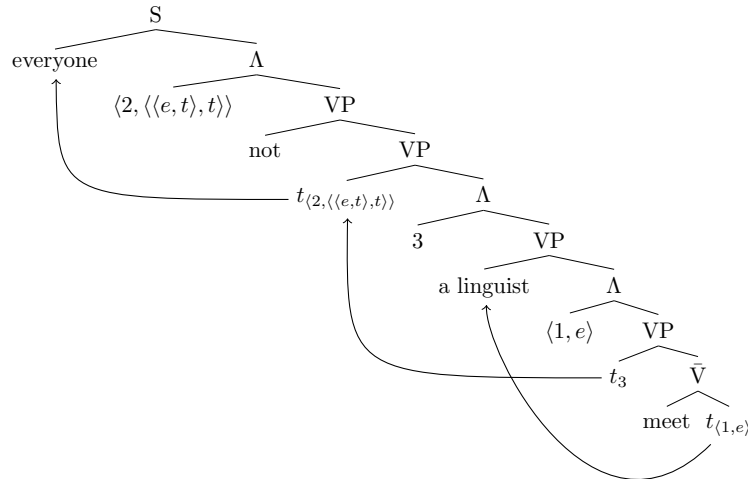 S
everyone Λ
⟨2, ⟨⟨e, t⟩, t⟩⟩ VP
not VP
t⟨2,⟨⟨e,t⟩,t⟩⟩ Λ
3 VP
a linguist Λ
⟨1, e⟩ VP
t₃ V̄
meet t⟨1,e⟩